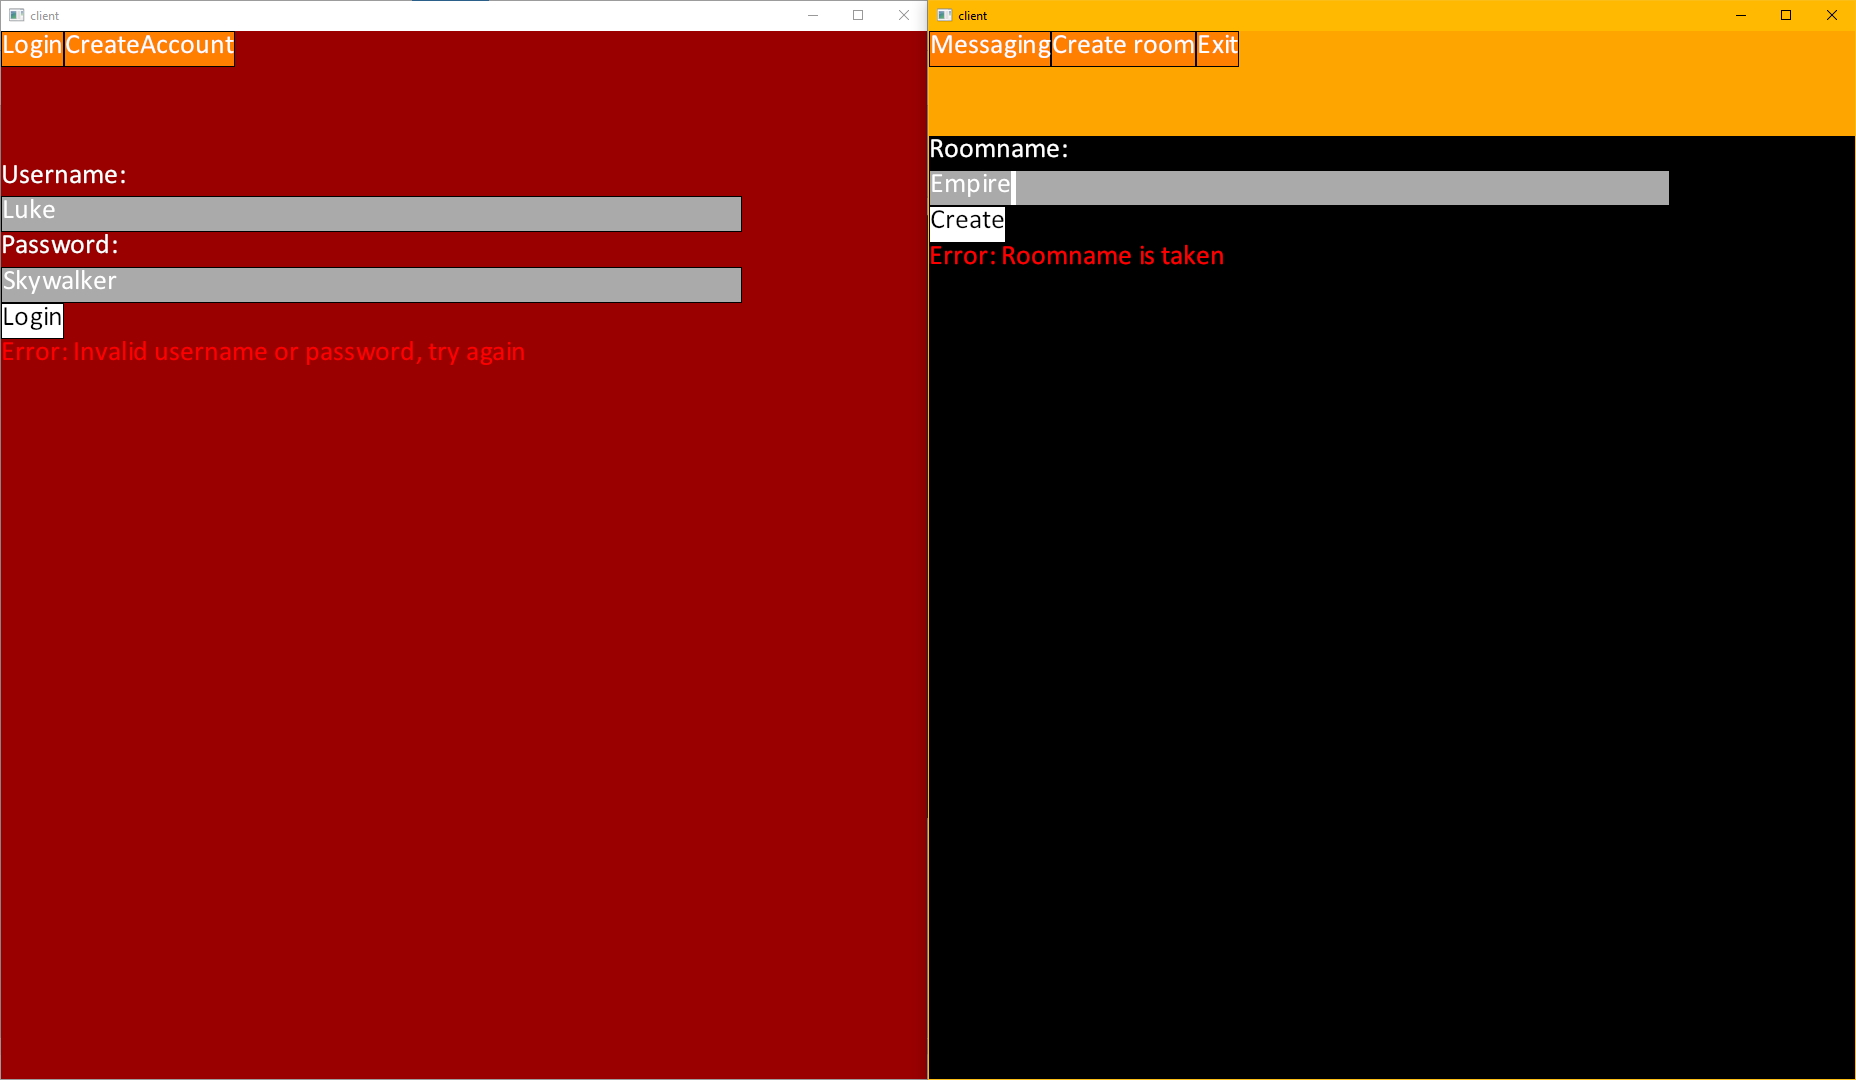 client
Login CreateAccount
Username:
Luke
Password:
Skywalker
Login
Error: Invalid username or password, try again
client
Messaging Create room Exit
Roomname:
Empire
Create
Error: Roomname is taken